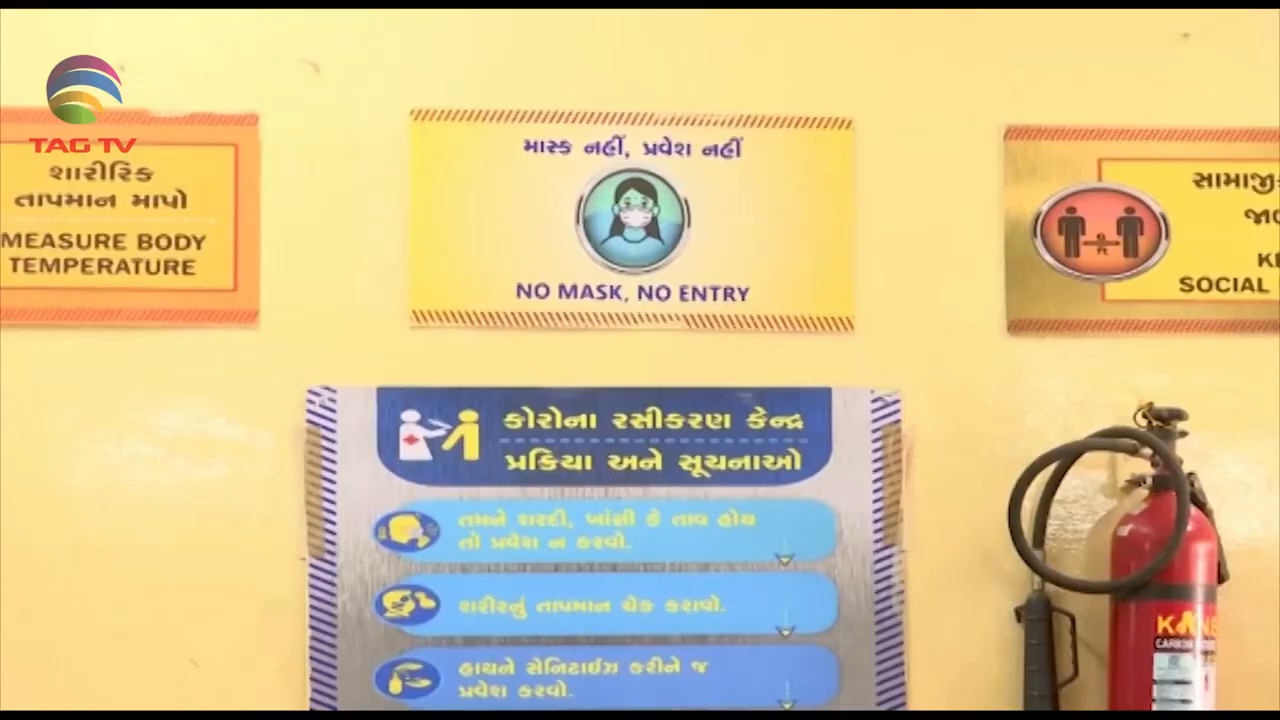 TAG TV
શારીરિક
તાપમાન માપો
MEASURE BODY
TEMPERATURE
માસ્ક નહીં, પ્રવેશ નહીં
NO MASK, NO ENTRY
SOCIAL
કોરોના રસીકરણ કેન્દ્ર
પ્રક્રિયા અને સૂચનાઓ
તમને શરદી, ખાંસી કે તાવ હોય
તો પ્રવેશ ન કરવો.
શરીરનું તાપમાન ચેક કરાવો.
હાથને સેનિટાઈઝ કરીને જ
પ્રવેશ કરવો.